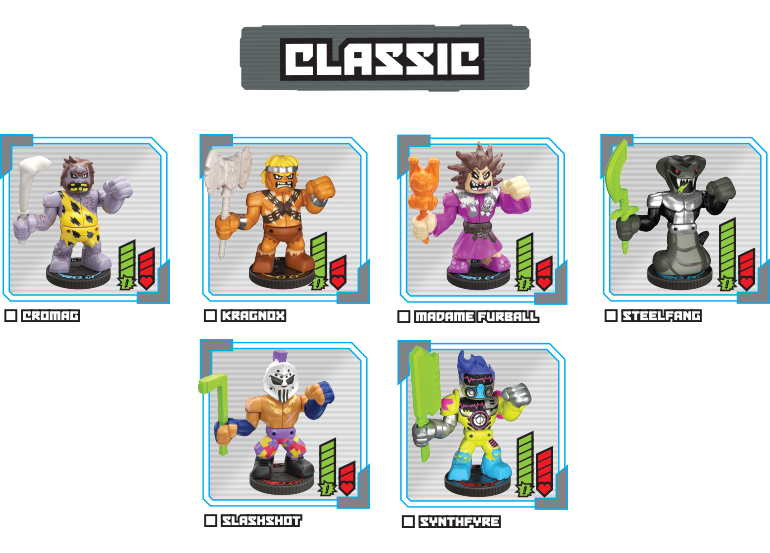 CLASSIC
CROMAG
KRAGNOX
MADAME FURBALL
STEELFANG
SLASHSHOT
SYNTHFYRE